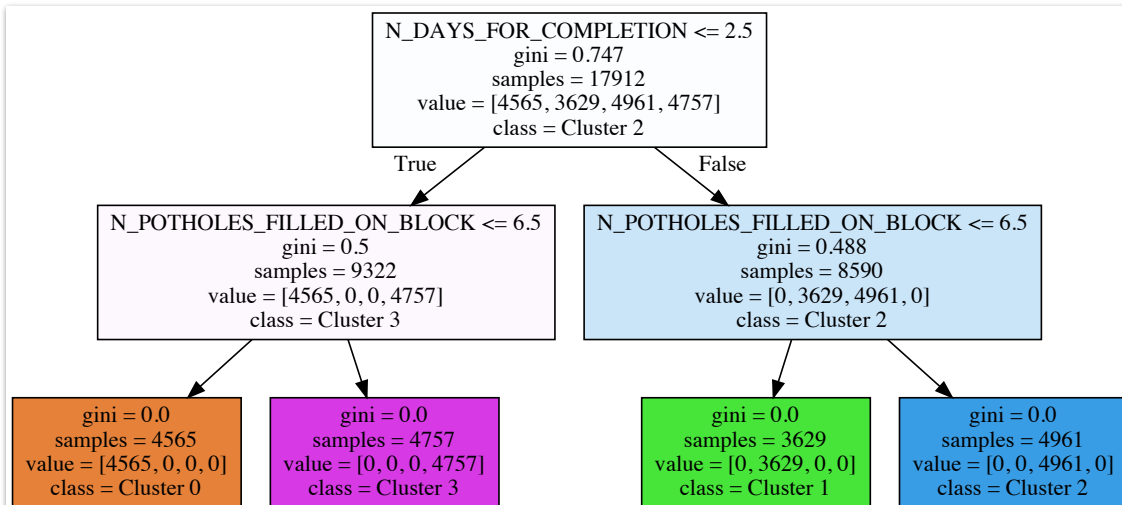 N_DAYS_FOR_COMPLETION <= 2.5
gini = 0.747
samples = 17912
value = [4565, 3629, 4961, 4757]
class = Cluster 2
True
False
N_POTHOLES_FILLED_ON_BLOCK <= 6.5
gini = 0.5
samples = 9322
value = [4565, 0, 0, 4757]
class = Cluster 3
N_POTHOLES_FILLED_ON_BLOCK <= 6.5
gini = 0.488
samples = 8590
value = [0, 3629, 4961, 0]
class = Cluster 2
gini = 0.0
samples = 4565
value = [4565, 0, 0, 0]
class = Cluster 0
gini = 0.0
samples = 4757
value = [0, 0, 0, 4757]
class = Cluster 3
gini = 0.0
samples = 3629
value = [0, 3629, 0, 0]
class = Cluster 1
gini = 0.0
samples = 4961
value = [0, 0, 4961, 0]
class = Cluster 2